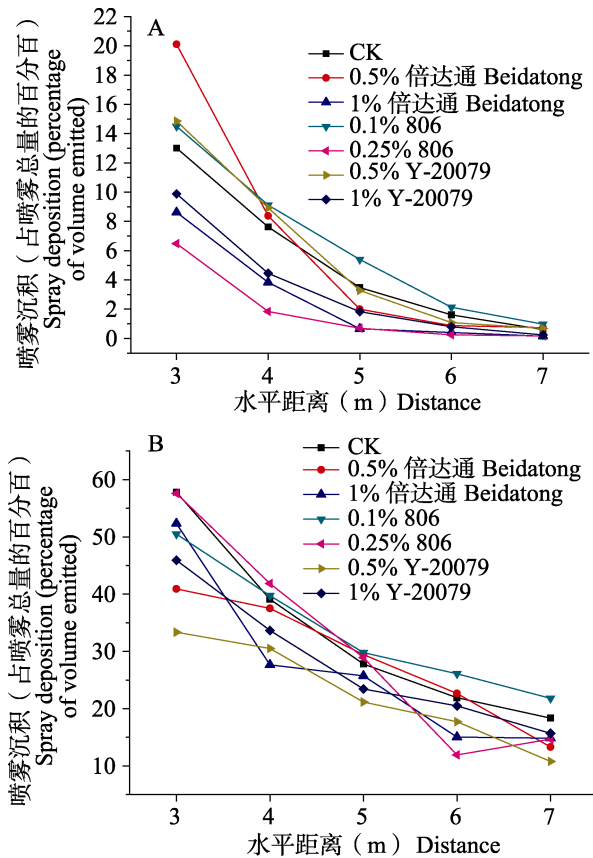 A
22
20
18
16
14
12
10
8
6
4
2
0
喷雾沉积（占喷雾总量的百分百）
Spray deposition (percentage
of volume emitted)
CK
0.5% 倍达通 Beidatong
1% 倍达通 Beidatong
0.1% 806
0.25% 806
0.5% Y-20079
1% Y-20079
3 4 5 6 7
水平距离（m）Distance
B
60
50
40
30
20
10
喷雾沉积（占喷雾总量的百分百）
Spray deposition (percentage
of volume emitted)
CK
0.5% 倍达通 Beidatong
1% 倍达通 Beidatong
0.1% 806
0.25% 806
0.5% Y-20079
1% Y-20079
3 4 5 6 7
水平距离（m）Distance